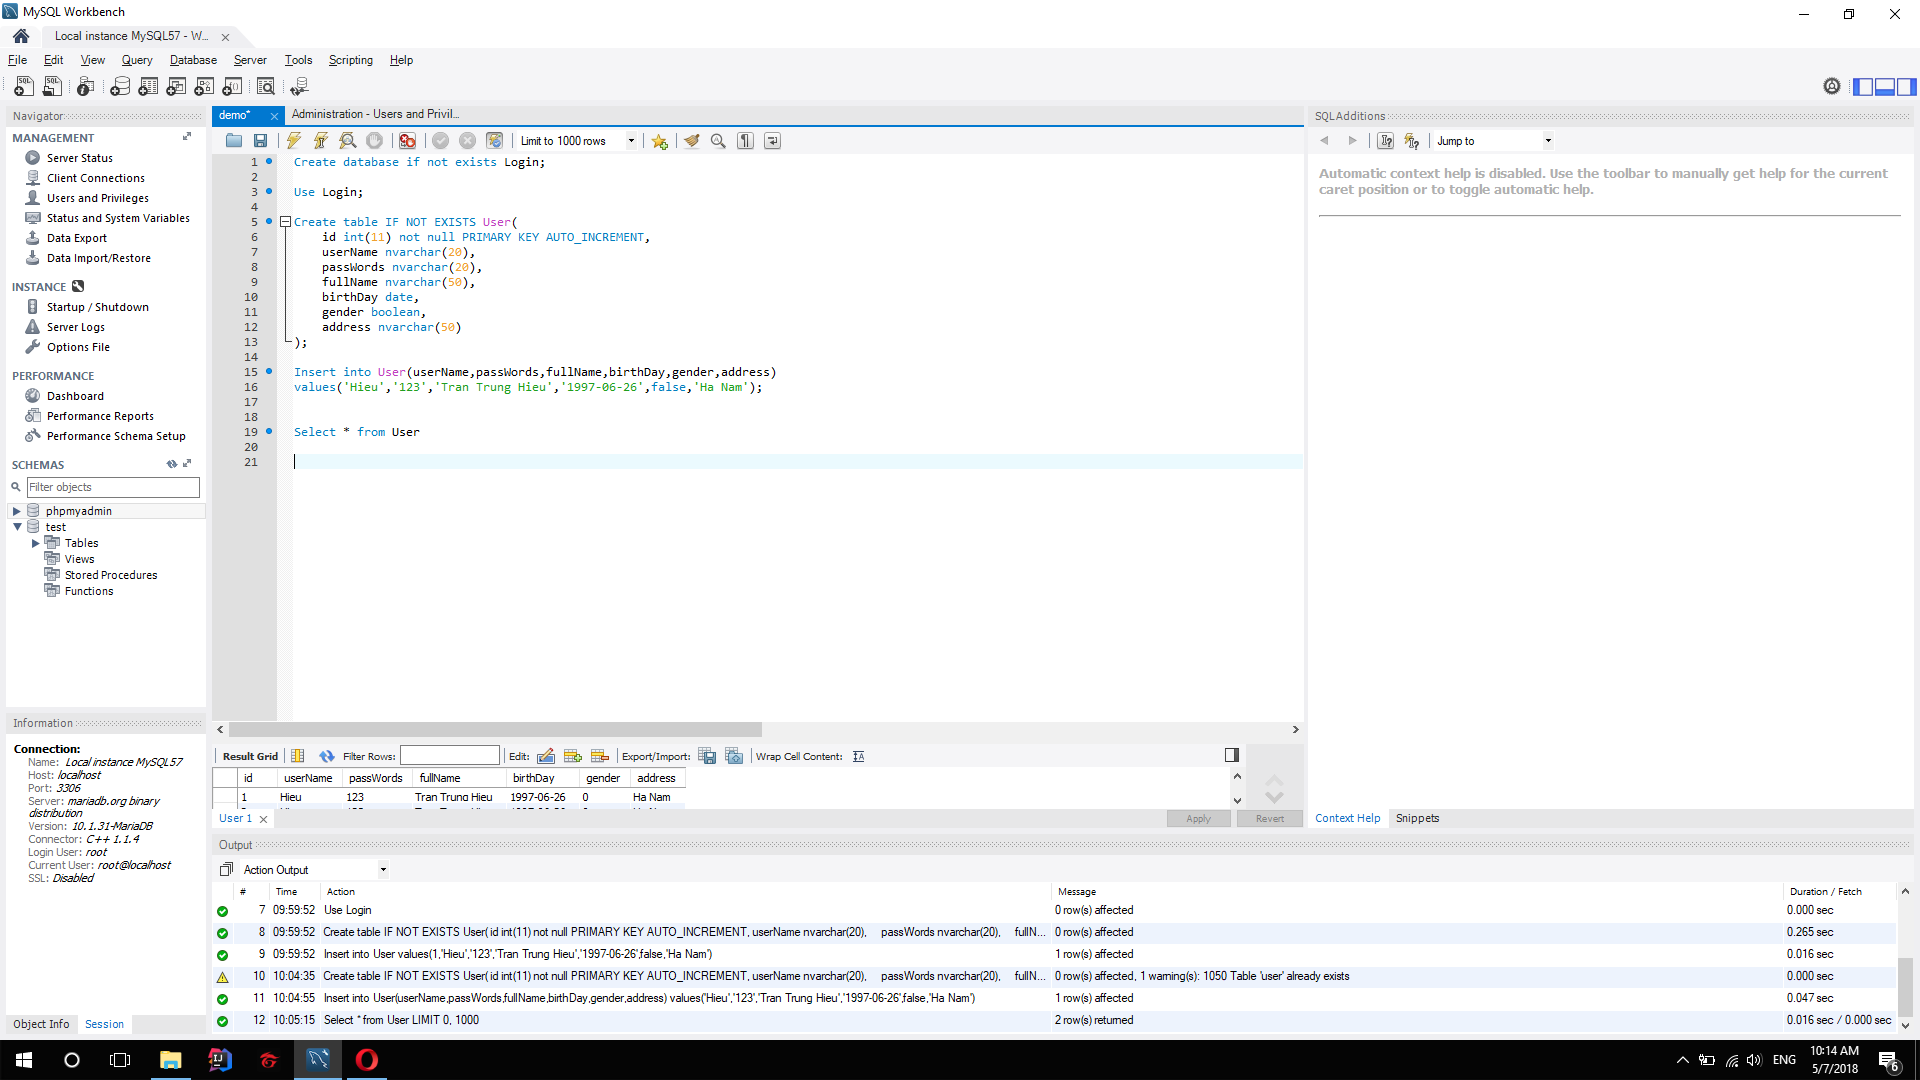 MySQL Workbench
Local instance MySQL57 - W...
File Edit View Query Database Server Tools Scripting Help
Navigator
MANAGEMENT
Server Status
Client Connections
Users and Privileges
Status and System Variables
Data Export
Data Import/Restore
INSTANCE
Startup / Shutdown
Server Logs
Options File
PERFORMANCE
Dashboard
Performance Reports
Performance Schema Setup
SCHEMAS
Filter objects
phpmyadmin
test
Tables
Views
Stored Procedures
Functions
Information
Connection:
Name: Local instance MySQL57
Host: localhost
Port: 3306
Server: mariadb.org binary
distribution
Version: 10.1.31-MariaDB
Connector: C++ 1.1.4
Login User: root
Current User: root@localhost
SSL: Disabled
Object Info Session
demo* Administration - Users and Privil...
Limit to 1000 rows
1 Create database if not exists Login;
2
3 Use Login;
4
5 Create table IF NOT EXISTS User(
6 id int(11) not null PRIMARY KEY AUTO_INCREMENT,
7 userName nvarchar(20),
8 passWords nvarchar(20),
9 fullName nvarchar(50),
10 birthDay date,
11 gender boolean,
12 address nvarchar(50)
13 );
14
15 Insert into User(userName,passWords,fullName,birthDay,gender,address)
16 values('Hieu','123','Tran Trung Hieu','1997-06-26',false,'Ha Nam');
17
18
19 Select * from User
20
21
Result Grid Filter Rows: Edit: Export/Import: Wrap Cell Content:
id userName passWords fullName birthDay gender address
1 Hieu 123 Tran Trung Hieu 1997-06-26 0 Ha Nam
User 1 Apply Revert
SQLAdditions
Jump to
Automatic context help is disabled. Use the toolbar to manually get help for the current
caret position or to toggle automatic help.
Context Help Snippets
Output
Action Output
# Time Action Message Duration / Fetch
7 09:59:52 Use Login 0 row(s) affected 0.000 sec
8 09:59:52 Create table IF NOT EXISTS User( id int(11) not null PRIMARY KEY AUTO_INCREMENT, userName nvarchar(20), passWords nvarchar(20), fullN... 0 row(s) affected 0.265 sec
9 09:59:52 Insert into User values(1,'Hieu','123','Tran Trung Hieu','1997-06-26',false,'Ha Nam') 1 row(s) affected 0.016 sec
10 10:04:35 Create table IF NOT EXISTS User( id int(11) not null PRIMARY KEY AUTO_INCREMENT, userName nvarchar(20), passWords nvarchar(20), fullN... 0 row(s) affected, 1 warning(s): 1050 Table 'user' already exists 0.000 sec
11 10:04:55 Insert into User(userName,passWords,fullName,birthDay,gender,address) values('Hieu','123','Tran Trung Hieu','1997-06-26',false,'Ha Nam') 1 row(s) affected 0.047 sec
12 10:05:15 Select * from User LIMIT 0, 1000 2 row(s) returned 0.016 sec / 0.000 sec
ENG
10:14 AM
5/7/2018
6